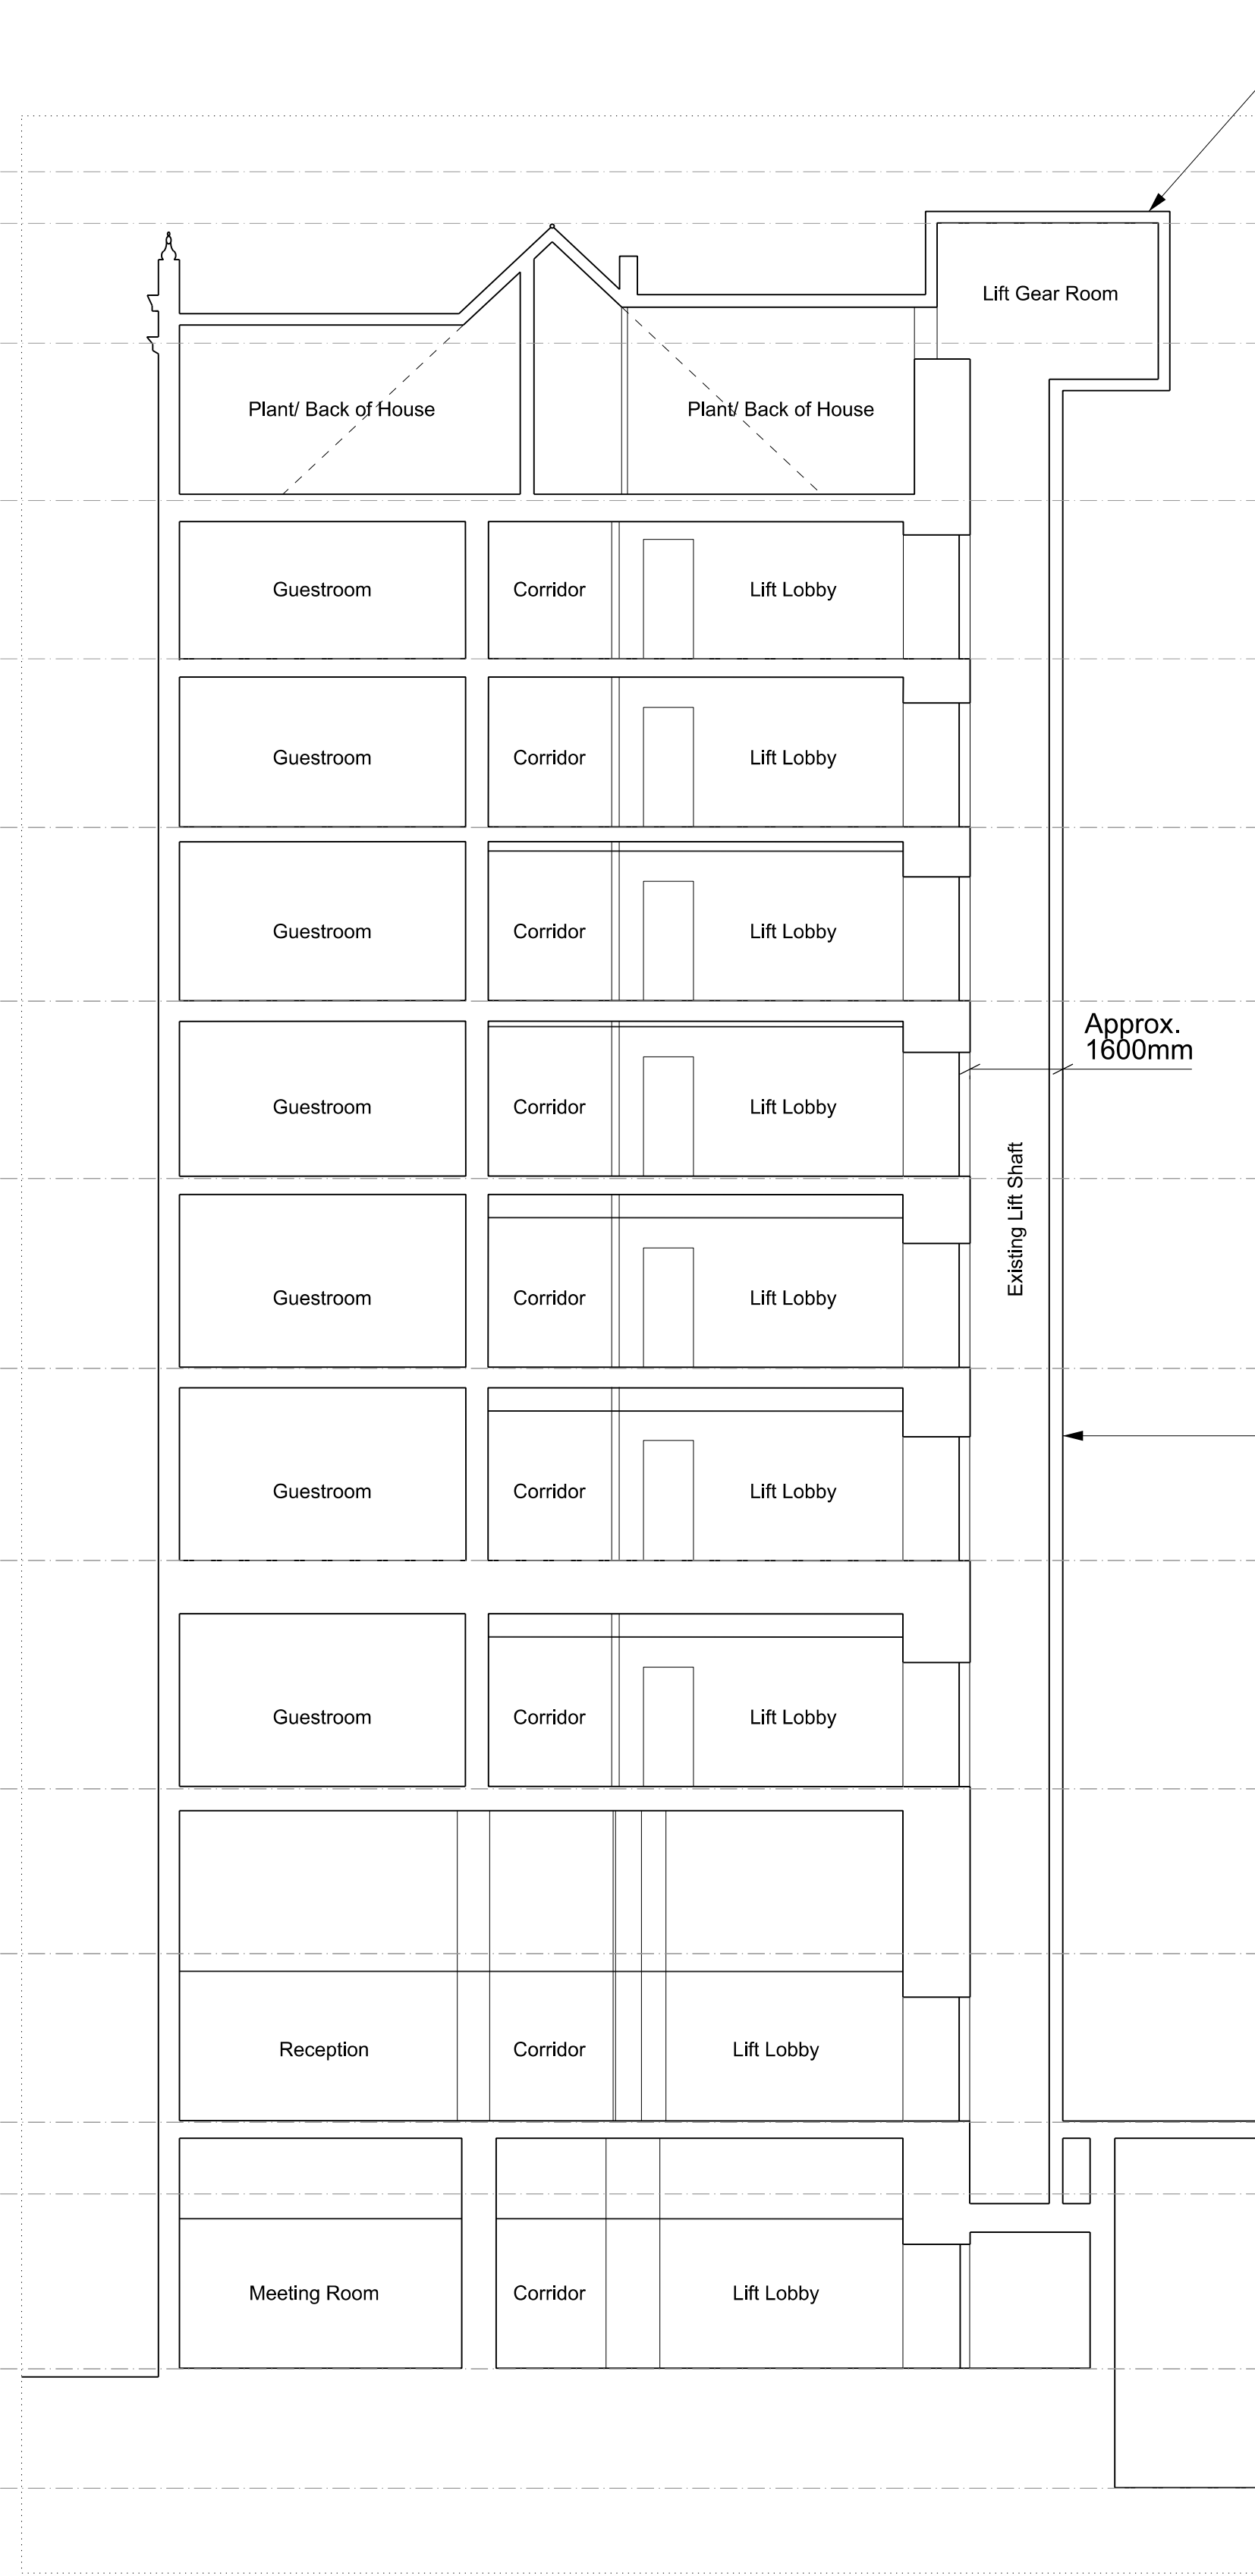 Lift Gear Room
Plant/ Back of House
Plant/ Back of House
Guestroom
Corridor
Lift Lobby
Guestroom
Corridor
Lift Lobby
Guestroom
Corridor
Lift Lobby
Approx.
1600mm
Guestroom
Corridor
Lift Lobby
Existing Lift Shaft
Guestroom
Corridor
Lift Lobby
Guestroom
Corridor
Lift Lobby
Guestroom
Corridor
Lift Lobby
Reception
Corridor
Lift Lobby
Meeting Room
Corridor
Lift Lobby